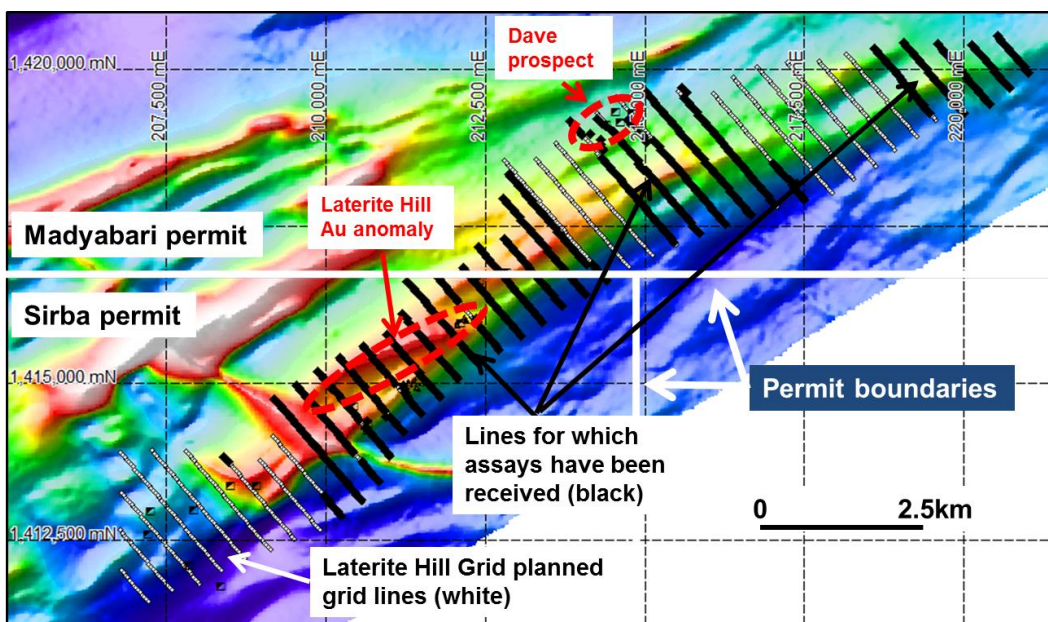 1,420,000 mN
207,500 mE
210,000 mE
212,500 mE
217,500 mE
220,000 mE
Dave
prospect
Laterite Hill
Au anomaly
Madyabari permit
Sirba permit
1,415,000 mN
Permit boundaries
Lines for which
assays have been
received (black)
0 2.5km
1,412,500 mN
Laterite Hill Grid planned
grid lines (white)